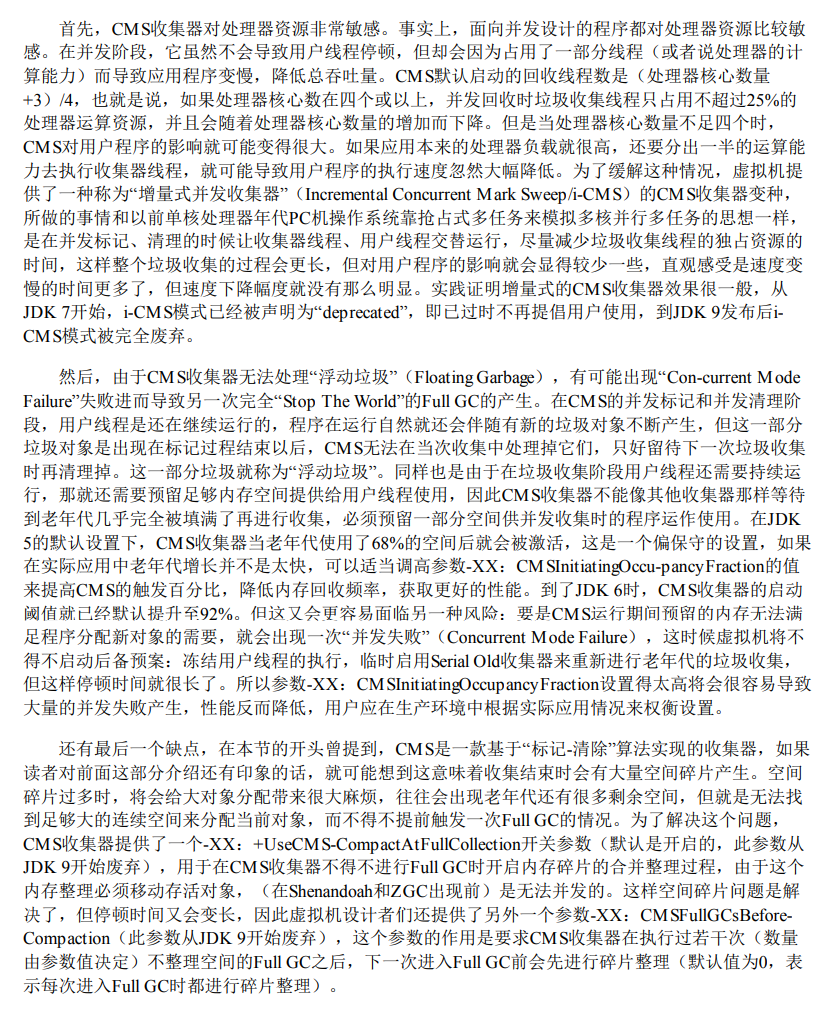 首先，CMS收集器对处理器资源非常敏感。事实上，面向并发设计的程序都对处理器资源比较敏
感。在并发阶段，它虽然不会导致用户线程停顿，但却会因为占用了一部分线程（或者说处理器的计
算能力）而导致应用程序变慢，降低总吞吐量。CMS默认启动的回收线程数是（处理器核心数量
+3）/4，也就是说，如果处理器核心数在四个或以上，并发回收时垃圾收集线程只占用不超过25%的
处理器运算资源，并且会随着处理器核心数量的增加而下降。但是当处理器核心数量不足四个时，
CMS对用户程序的影响就可能变得很大。如果应用本来的处理器负载就很高，还要分出一半的运算能
力去执行收集器线程，就可能导致用户程序的执行速度忽然大幅降低。为了缓解这种情况，虚拟机提
供了一种称为“增量式并发收集器”（Incremental Concurrent Mark Sweep/i-CMS）的CMS收集器变种，
所做的事情和以前单核处理器年代PC机操作系统靠抢占式多任务来模拟多核并行多任务的思想一样，
是在并发标记、清理的时候让收集器线程、用户线程交替运行，尽量减少垃圾收集线程的独占资源的
时间，这样整个垃圾收集的过程会更长，但对用户程序的影响就会显得较少一些，直观感受是速度变
慢的时间更多了，但速度下降幅度就没有那么明显。实践证明增量式的CMS收集器效果很一般，从
JDK 7开始，i-CMS模式已经被声明为“deprecated”，即已过时不再提倡用户使用，到JDK 9发布后i-
CMS模式被完全废弃。
然后，由于CMS收集器无法处理“浮动垃圾”（Floating Garbage），有可能出现“Con-current Mode
Failure”失败进而导致另一次完全“Stop The World”的Full GC的产生。在CMS的并发标记和并发清理阶
段，用户线程是还在继续运行的，程序在运行自然就还会伴随有新的垃圾对象不断产生，但这一部分
垃圾对象是出现在标记过程结束以后，CMS无法在当次收集中处理掉它们，只好留待下一次垃圾收集
时再清理掉。这一部分垃圾就称为“浮动垃圾”。同样也是由于在垃圾收集阶段用户线程还需要持续运
行，那就还需要预留足够内存空间提供给用户线程使用，因此CMS收集器不能像其他收集器那样等待
到老年代几乎完全被填满了再进行收集，必须预留一部分空间供并发收集时的程序运作使用。在JDK
5的默认设置下，CMS收集器当老年代使用了68%的空间后就会被激活，这是一个偏保守的设置，如果
在实际应用中老年代增长并不是太快，可以适当调高参数-XX：CMSInitiatingOccu-pancyFraction的值
来提高CMS的触发百分比，降低内存回收频率，获取更好的性能。到了JDK 6时，CMS收集器的启动
阈值就已经默认提升至92%。但这又会更容易面临另一种风险：要是CMS运行期间预留的内存无法满
足程序分配新对象的需要，就会出现一次“并发失败”（Concurrent Mode Failure），这时候虚拟机将不
得不启动后备预案：冻结用户线程的执行，临时启用Serial Old收集器来重新进行老年代的垃圾收集，
但这样停顿时间就很长了。所以参数-XX：CMSInitiatingOccupancyFraction设置得太高将会很容易导致
大量的并发失败产生，性能反而降低，用户应在生产环境中根据实际应用情况来权衡设置。
还有最后一个缺点，在本节的开头曾提到，CMS是一款基于“标记-清除”算法实现的收集器，如果
读者对前面这部分介绍还有印象的话，就可能想到这意味着收集结束时会有大量空间碎片产生。空间
碎片过多时，将会给大对象分配带来很大麻烦，往往会出现老年代还有很多剩余空间，但就是无法找
到足够大的连续空间来分配当前对象，而不得不提前触发一次Full GC的情况。为了解决这个问题，
CMS收集器提供了一个-XX：+UseCMS-CompactAtFullCollection开关参数（默认是开启的，此参数从
JDK 9开始废弃），用于在CMS收集器不得不进行Full GC时开启内存碎片的合并整理过程，由于这个
内存整理必须移动存活对象，（在Shenandoah和ZGC出现前）是无法并发的。这样空间碎片问题是解
决了，但停顿时间又会变长，因此虚拟机设计者们还提供了另外一个参数-XX：CMSFullGCsBefore-
Compaction（此参数从JDK 9开始废弃），这个参数的作用是要求CMS收集器在执行过若干次（数量
由参数值决定）不整理空间的Full GC之后，下一次进入Full GC前会先进行碎片整理（默认值为0，表
示每次进入Full GC时都进行碎片整理）。